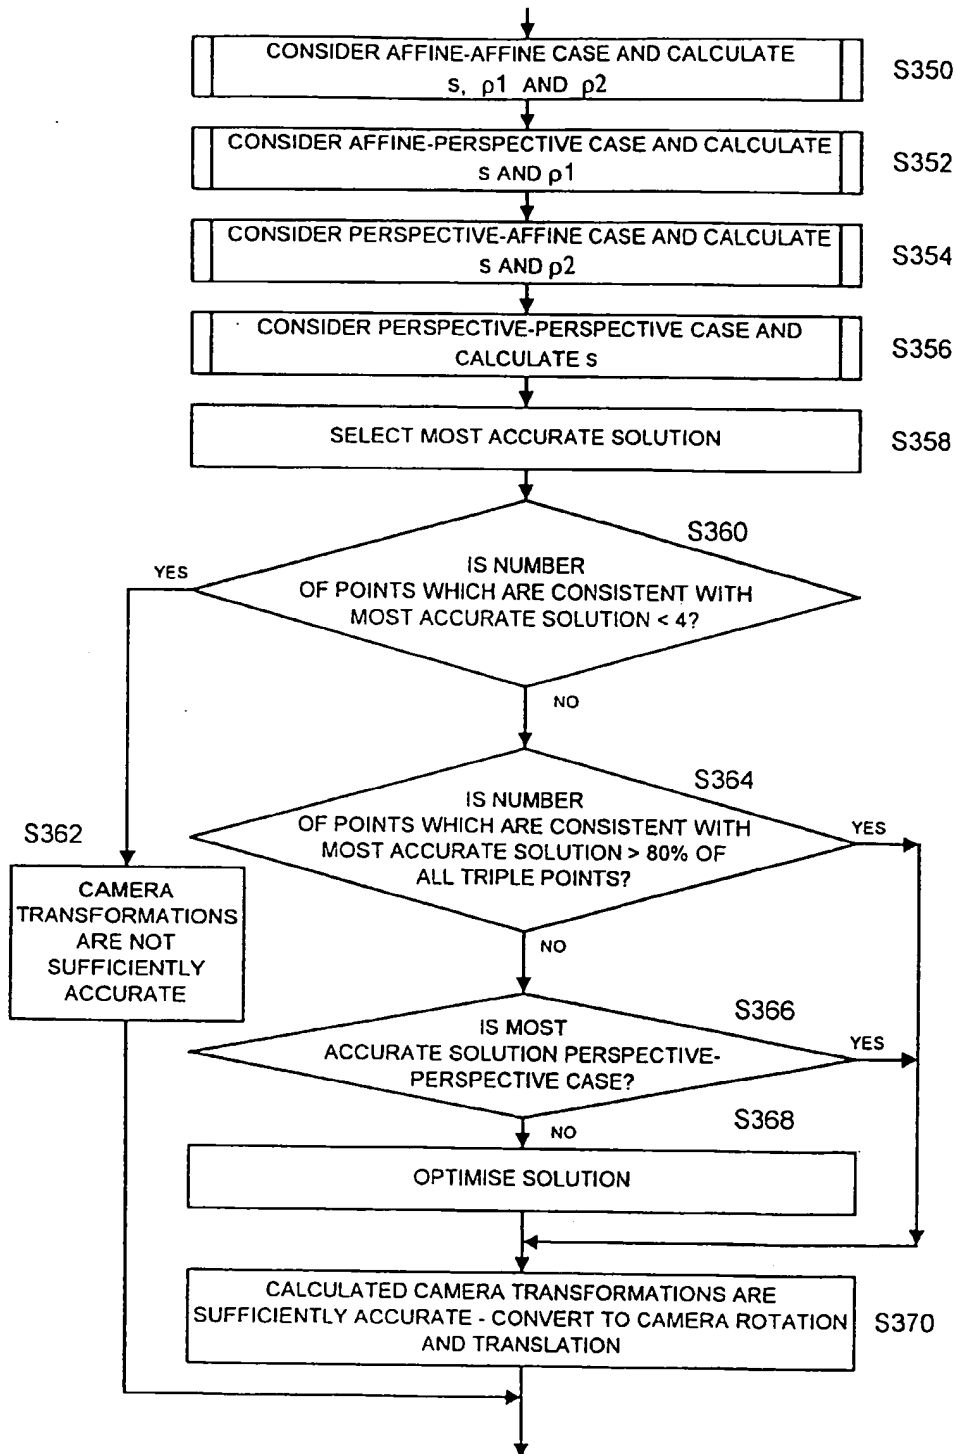 CONSIDER AFFINE-AFFINE CASE AND CALCULATE
s, ρ1 AND ρ2
S350
CONSIDER AFFINE-PERSPECTIVE CASE AND CALCULATE
s AND ρ1
S352
CONSIDER PERSPECTIVE-AFFINE CASE AND CALCULATE
s AND ρ2
S354
CONSIDER PERSPECTIVE-PERSPECTIVE CASE AND
CALCULATE s
S356
SELECT MOST ACCURATE SOLUTION
S358
S360
IS NUMBER
OF POINTS WHICH ARE CONSISTENT WITH
MOST ACCURATE SOLUTION < 4?
YES
NO
S364
IS NUMBER
OF POINTS WHICH ARE CONSISTENT WITH
MOST ACCURATE SOLUTION > 80% OF
ALL TRIPLE POINTS?
YES
NO
S362
CAMERA
TRANSFORMATIONS
ARE NOT
SUFFICIENTLY
ACCURATE
S366
IS MOST
ACCURATE SOLUTION PERSPECTIVE-
PERSPECTIVE CASE?
YES
NO
S368
OPTIMISE SOLUTION
CALCULATED CAMERA TRANSFORMATIONS ARE
SUFFICIENTLY ACCURATE - CONVERT TO CAMERA ROTATION
AND TRANSLATION
S370